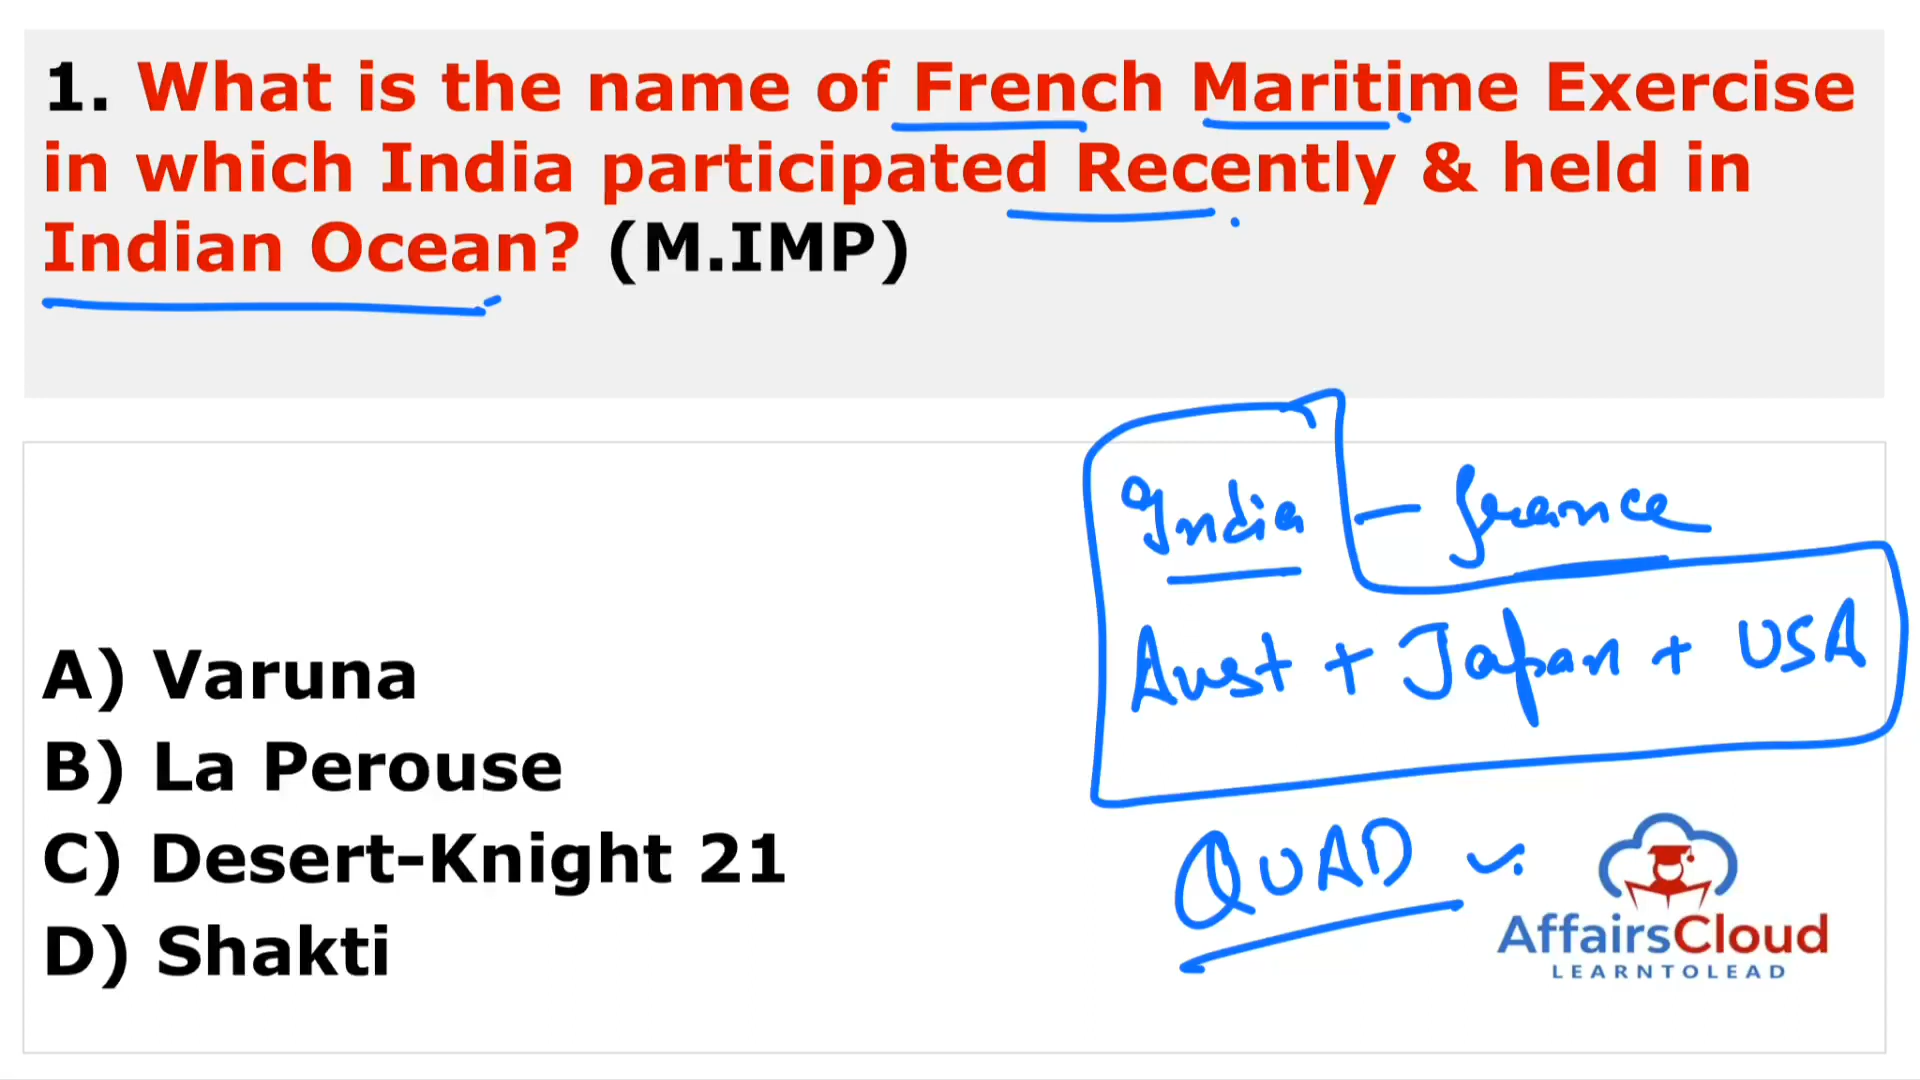 1. What is the name of French Maritime Exercise
in which India participated Recently & held in
Indian Ocean? (M.IMP)
India - france
Aust + Japan + USA
A) Varuna
B) La Perouse
C) Desert-Knight 21
D) Shakti
QUAD
AffairsCloud
LEARNTOLEAD